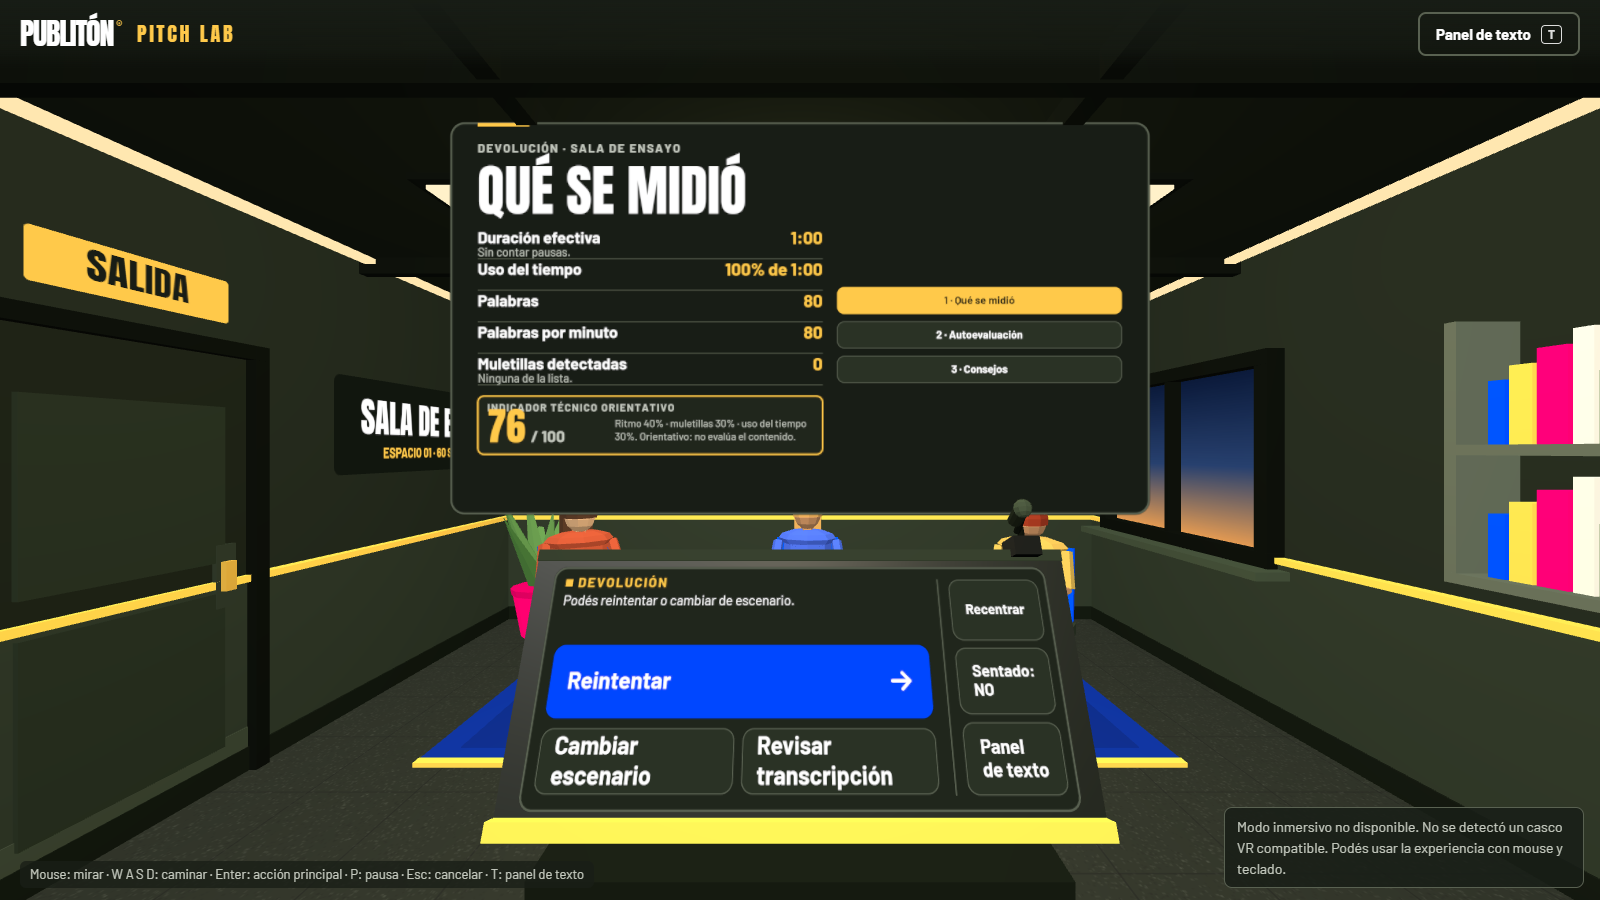 PUBLITÓN PITCH LAB
Panel de texto T
SALIDA
SALA DE E
ESPACIO 01 · 60 S
DEVOLUCIÓN · SALA DE ENSAYO
QUÉ SE MIDIÓ
Duración efectiva 1:00
Sin contar pausas.
Uso del tiempo 100% de 1:00
Palabras 80
Palabras por minuto 80
Muletillas detectadas 0
Ninguna de la lista.
INDICADOR TÉCNICO ORIENTATIVO
76 / 100
Ritmo 40% · muletillas 30% · uso del tiempo
30%. Orientativo: no evalúa el contenido.
1 · Qué se midió
2 · Autoevaluación
3 · Consejos
DEVOLUCIÓN
Podés reintentar o cambiar de escenario.
Reintentar →
Cambiar
escenario
Revisar
transcripción
Recentrar
Sentado:
NO
Panel
de texto
Mouse: mirar · W A S D: caminar · Enter: acción principal · P: pausa · Esc: cancelar · T: panel de texto
Modo inmersivo no disponible. No se detectó un casco
VR compatible. Podés usar la experiencia con mouse y
teclado.